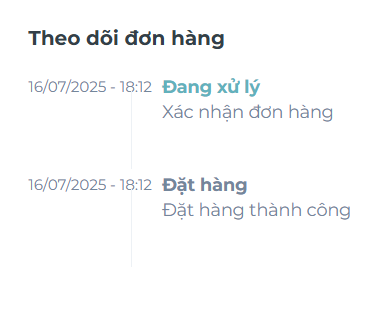 Theo dõi đơn hàng
16/07/2025 - 18:12 Đang xử lý
Xác nhận đơn hàng
16/07/2025 - 18:12 Đặt hàng
Đặt hàng thành công